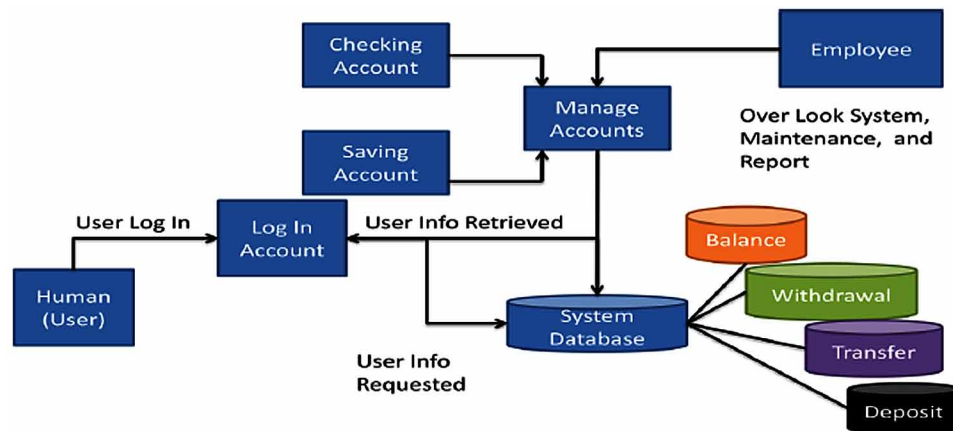 Checking
Account
Employee
Manage
Accounts
Over Look System,
Maintenance, and
Report
Saving
Account
User Log In
Log In
Account
User Info Retrieved
Balance
Human
(User)
System
Database
Withdrawal
User Info
Requested
Transfer
Deposit